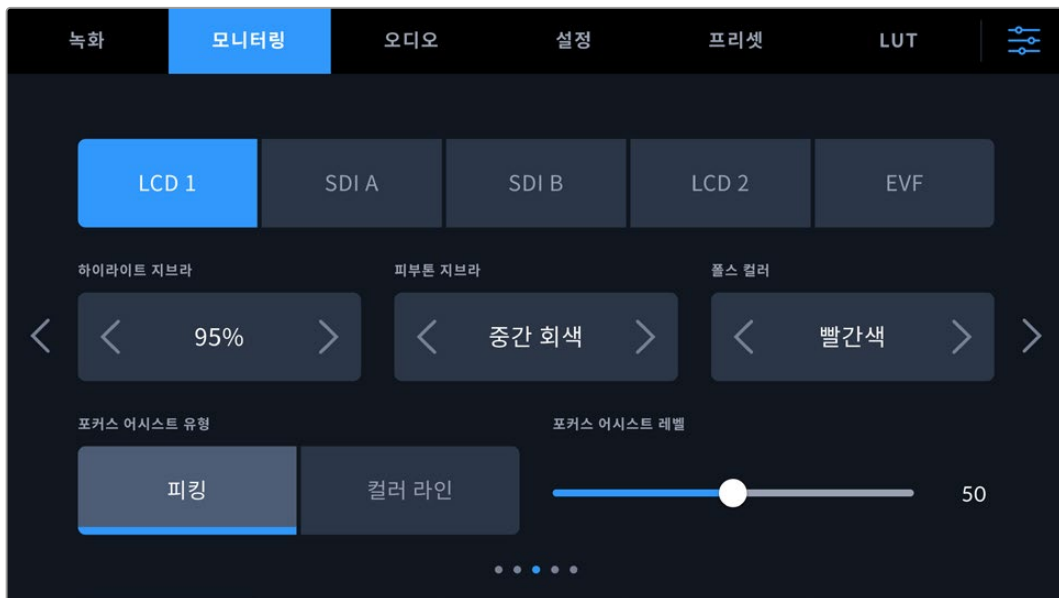 녹화 모니터링 오디오 설정 프리셋 LUT
LCD 1 SDI A SDI B LCD 2 EVF
하이라이트 지브라 피부톤 지브라 폴스 컬러
95% 중간 회색 빨간색
포커스 어시스트 유형 포커스 어시스트 레벨
피킹 컬러 라인 50